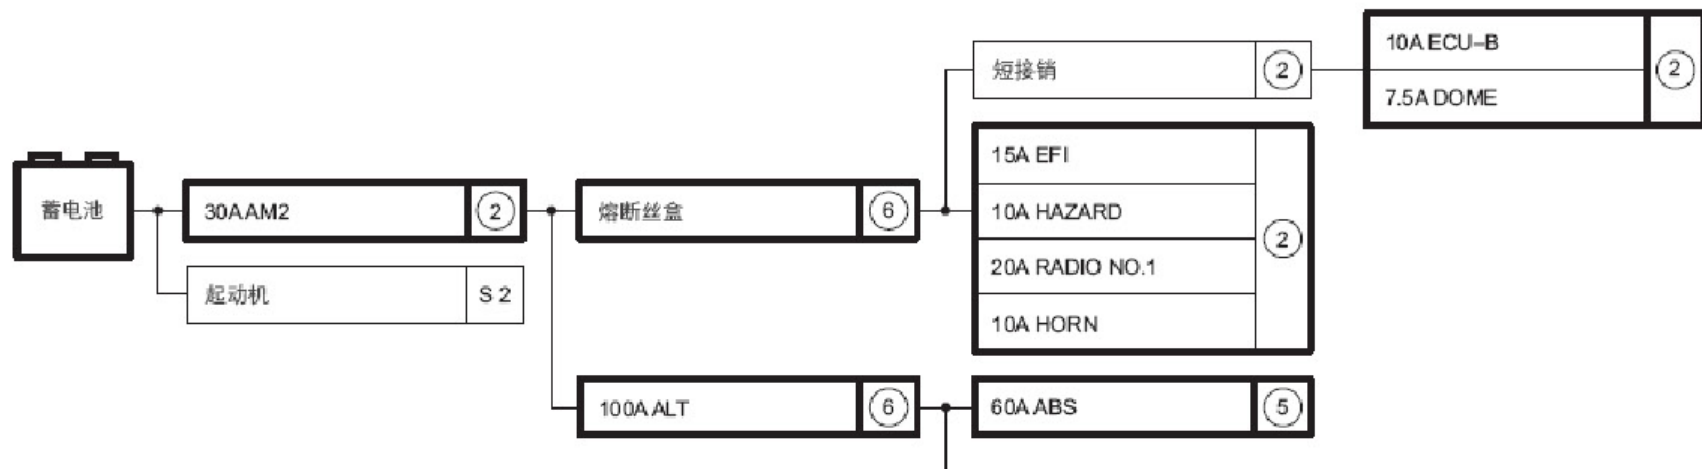 10A ECU-B
短接销 ②
②
7.5A DOME
15A EFI
蓄电池
30A AM2 ②
熔断丝盒 ⑥
10A HAZARD
②
20A RADIO NO.1
起动机 S 2
10A HORN
100A ALT ⑥
60A ABS ⑤